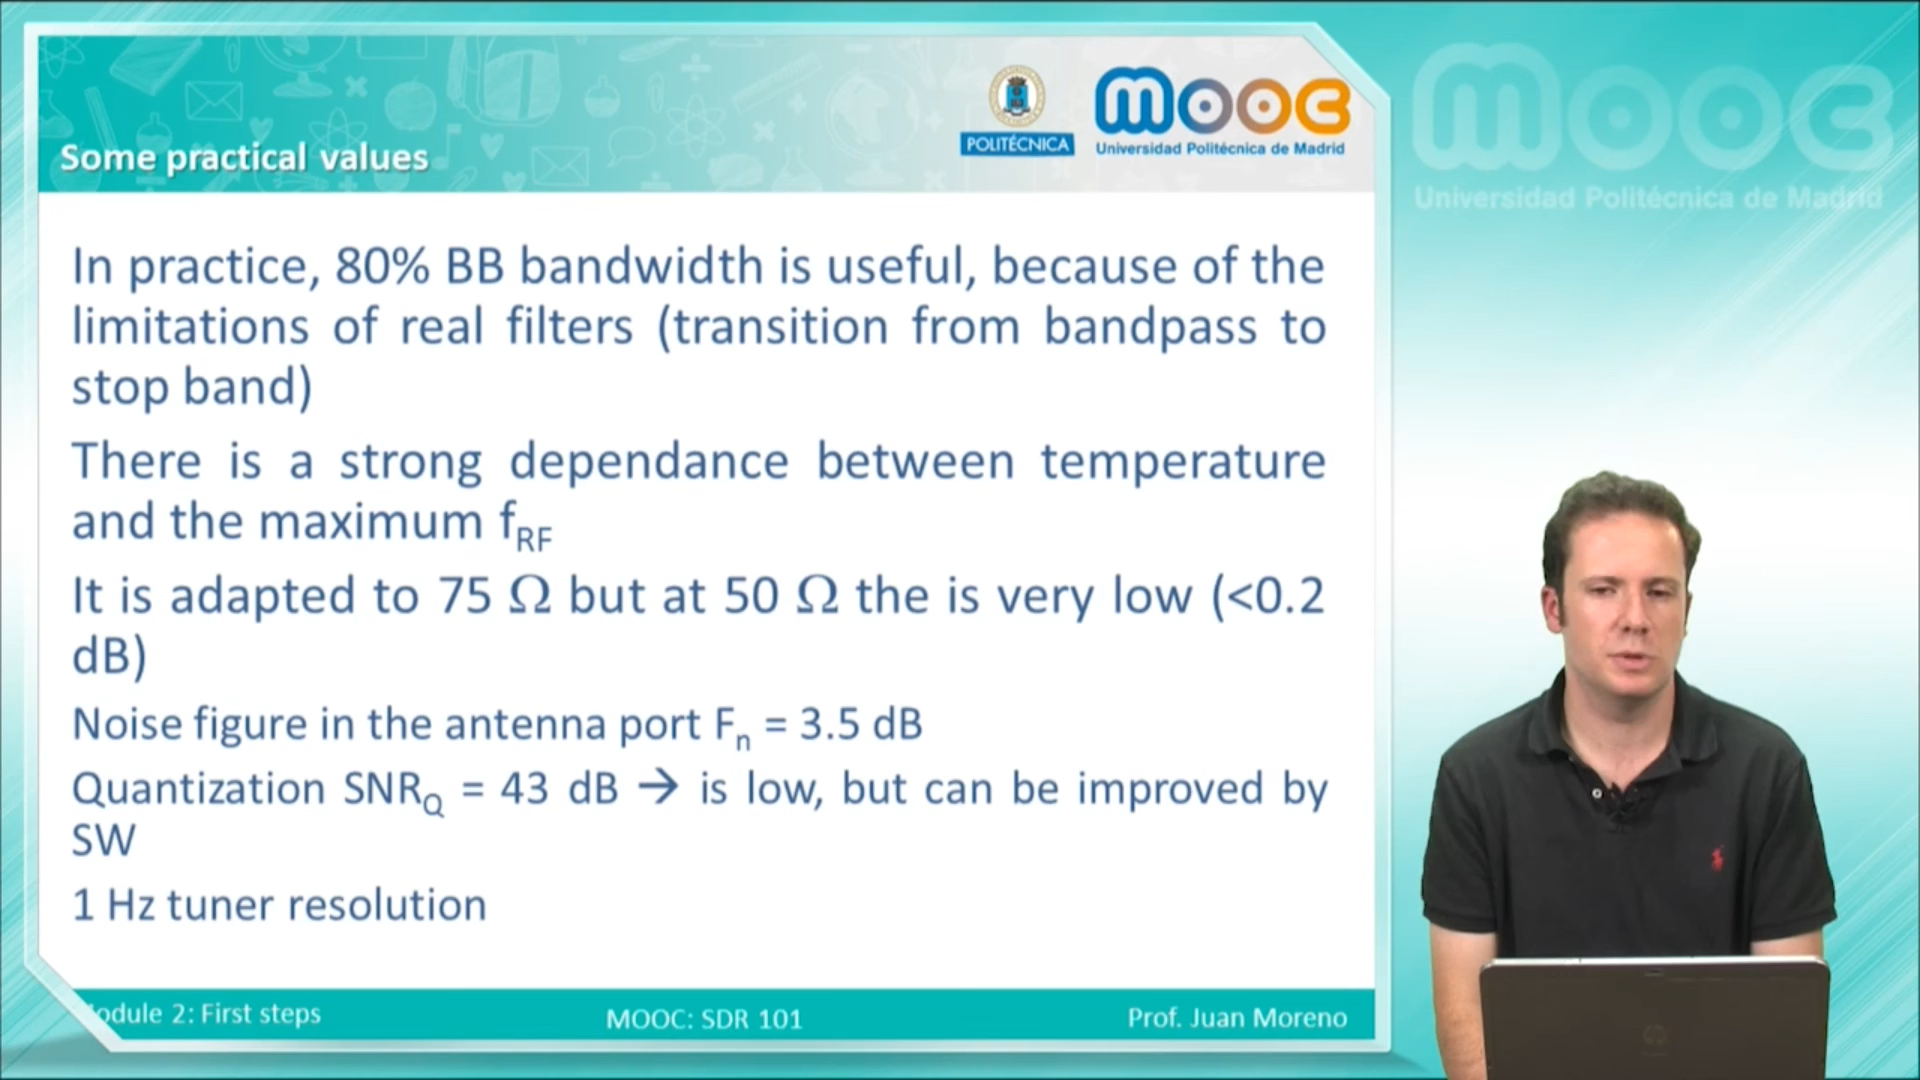 Some practical values
POLITÉCNICA
mooc
Universidad Politécnica de Madrid
mooc
Universidad Politécnica de Madrid
In practice, 80% BB bandwidth is useful, because of the
limitations of real filters (transition from bandpass to
stop band)
There is a strong dependance between temperature
and the maximum fRF
It is adapted to 75 Ω but at 50 Ω the is very low (<0.2
dB)
Noise figure in the antenna port Fn = 3.5 dB
Quantization SNRQ = 43 dB → is low, but can be improved by
SW
1 Hz tuner resolution
odule 2: First steps
MOOC: SDR 101
Prof. Juan Moreno